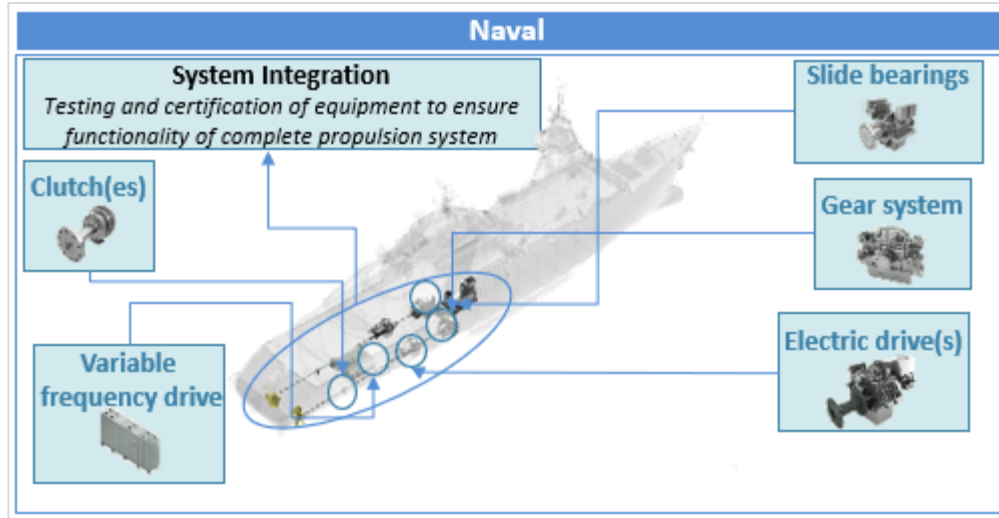 Naval
System Integration
Testing and certification of equipment to ensure
functionality of complete propulsion system
Slide bearings
Clutch(es)
Gear system
Variable
frequency drive
Electric drive(s)